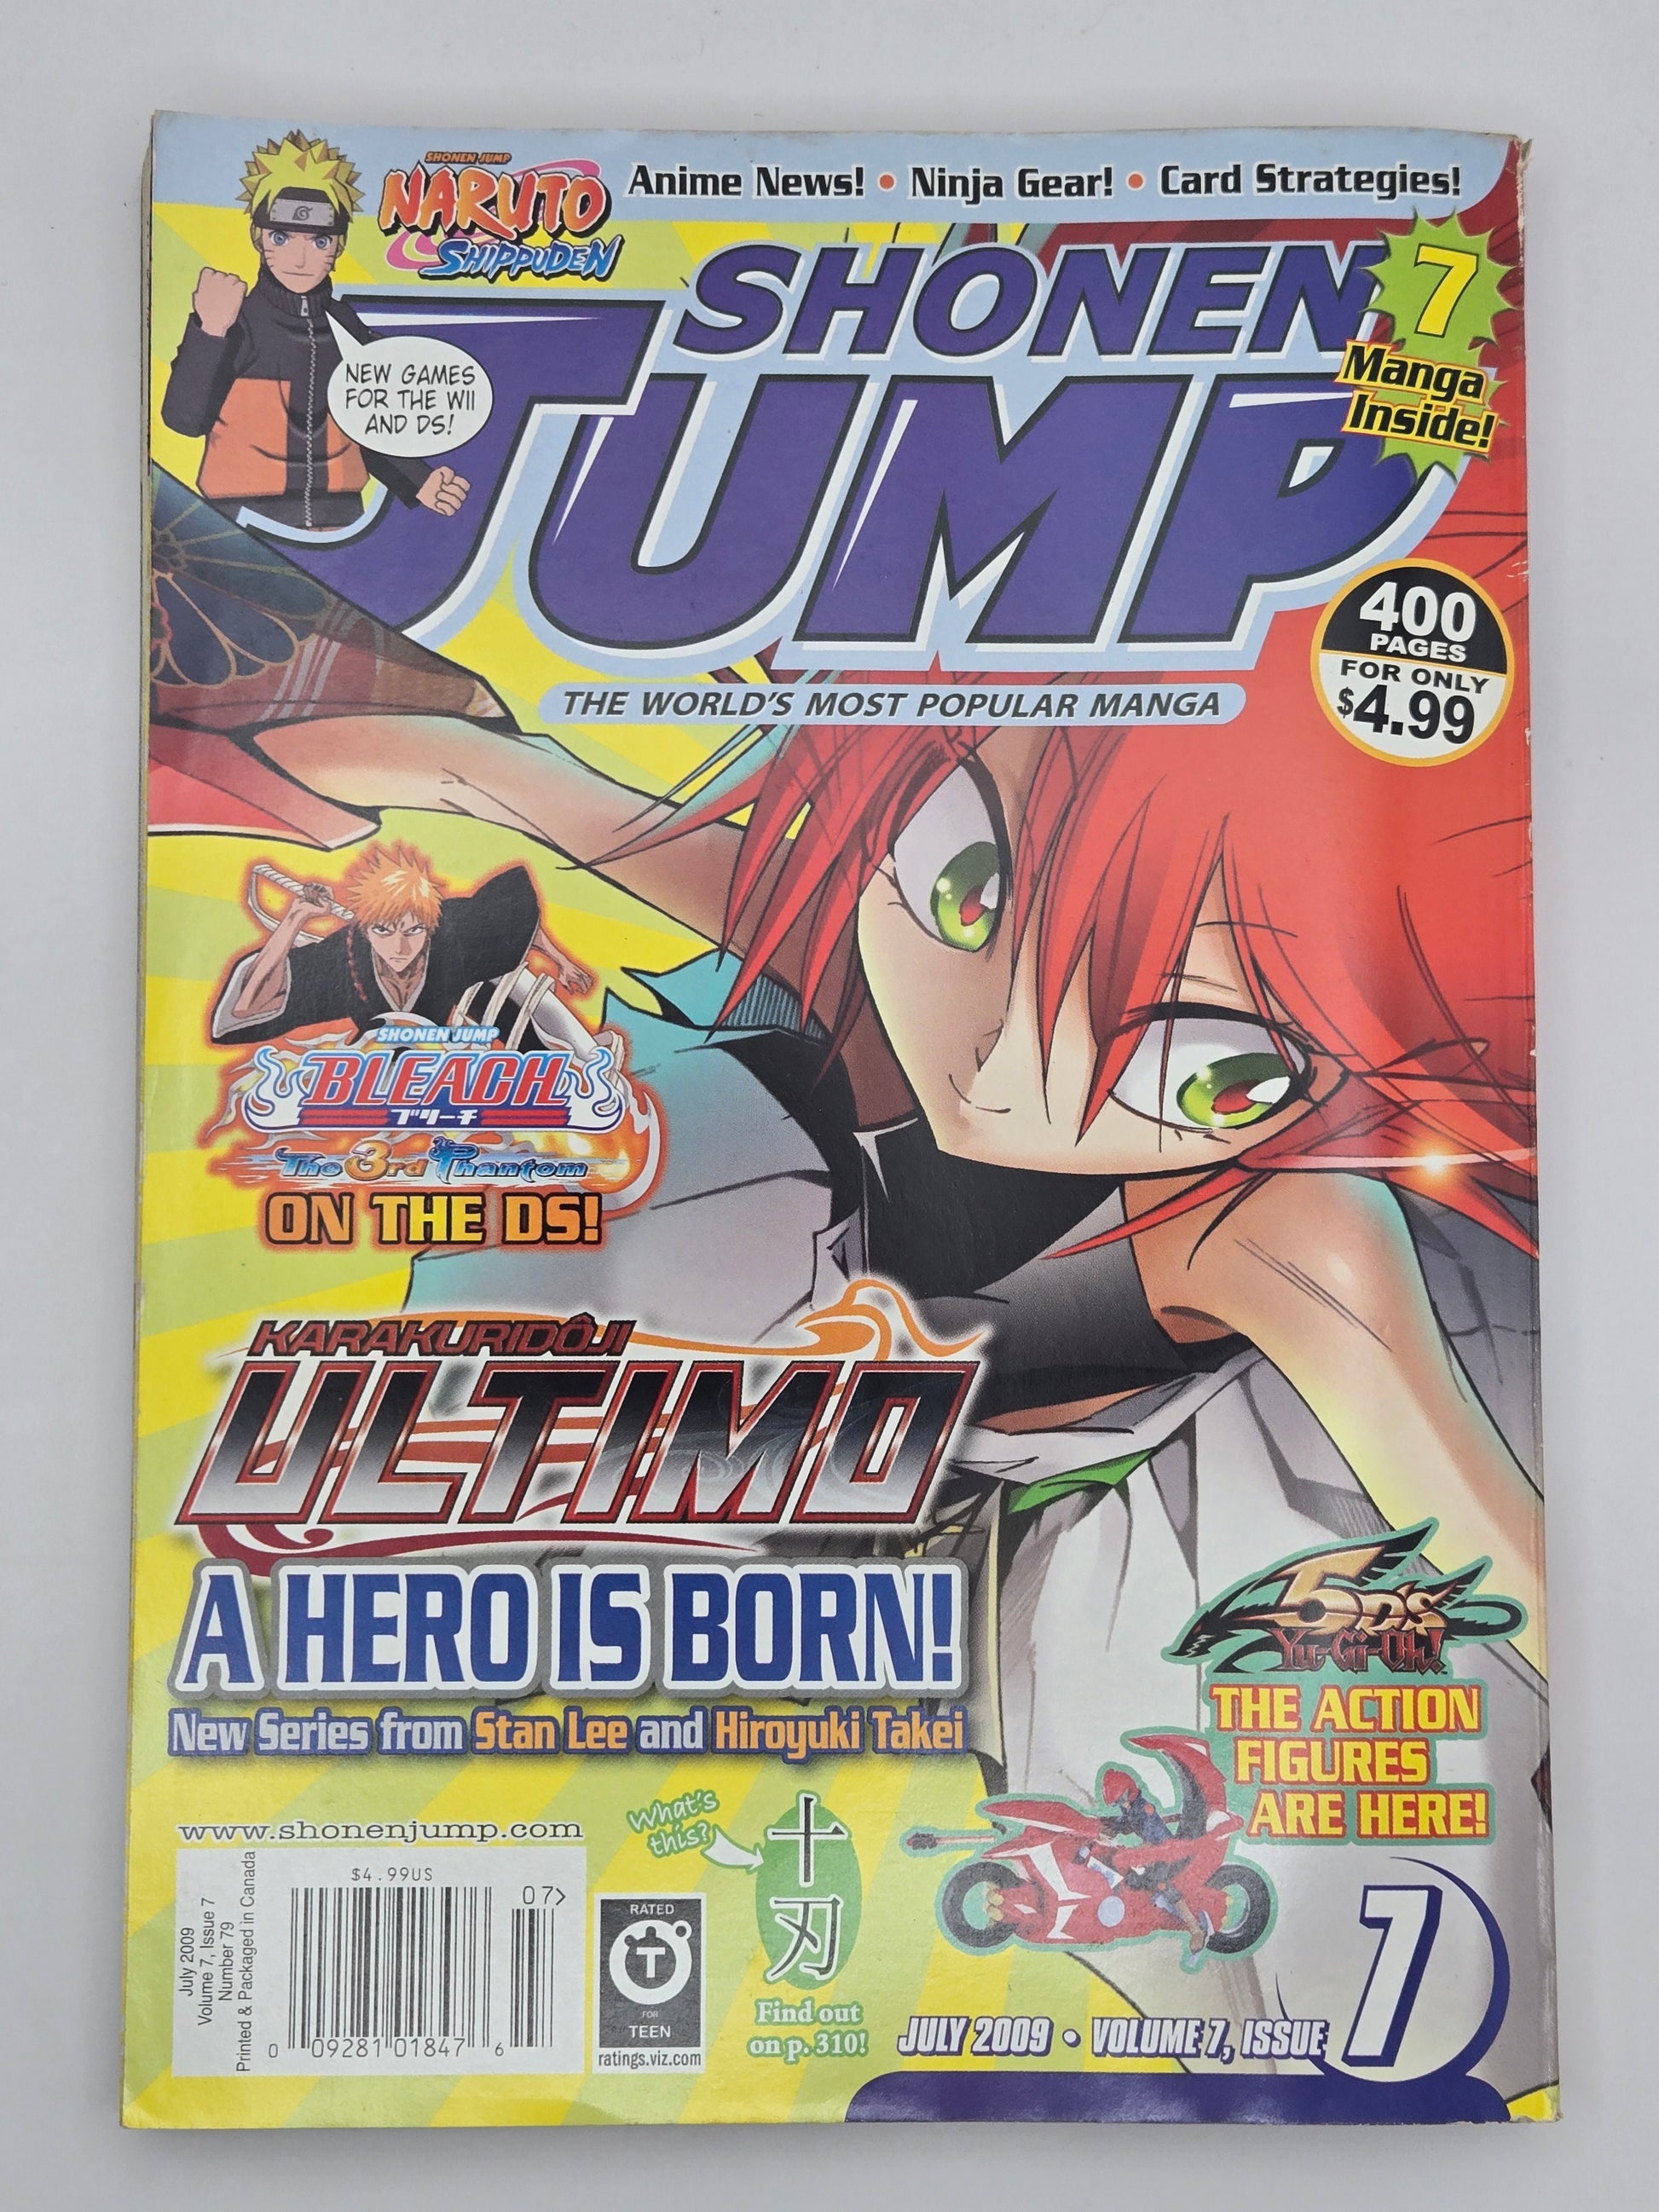 SHONEN JUMP
NARUTO
SHIPPUDEN
Anime News! • Ninja Gear! • Card Strategies!
NEW GAMES
FOR THE WII
AND DS!
SHONEN
JUMP
7
Manga
Inside!
THE WORLD'S MOST POPULAR MANGA
400
PAGES
FOR ONLY
$4.99
SHONEN JUMP
BLEACH
ブリーチ
The 3rd Phantom
ON THE DS!
KARAKURIDÔJI
ULTIMO
A HERO IS BORN!
New Series from Stan Lee and Hiroyuki Takei
5D's
Yu-Gi-Oh!
THE ACTION
FIGURES
ARE HERE!
www.shonenjump.com
What's
this?
十
刃
Find out
on p. 310!
July 2009
Volume 7, Issue 7
Number 79
Printed & Packaged in Canada
$4.99US
07>
0 09281 01847 6
RATED
T
FOR
TEEN
ratings.viz.com
JULY 2009 • VOLUME 7, ISSUE 7